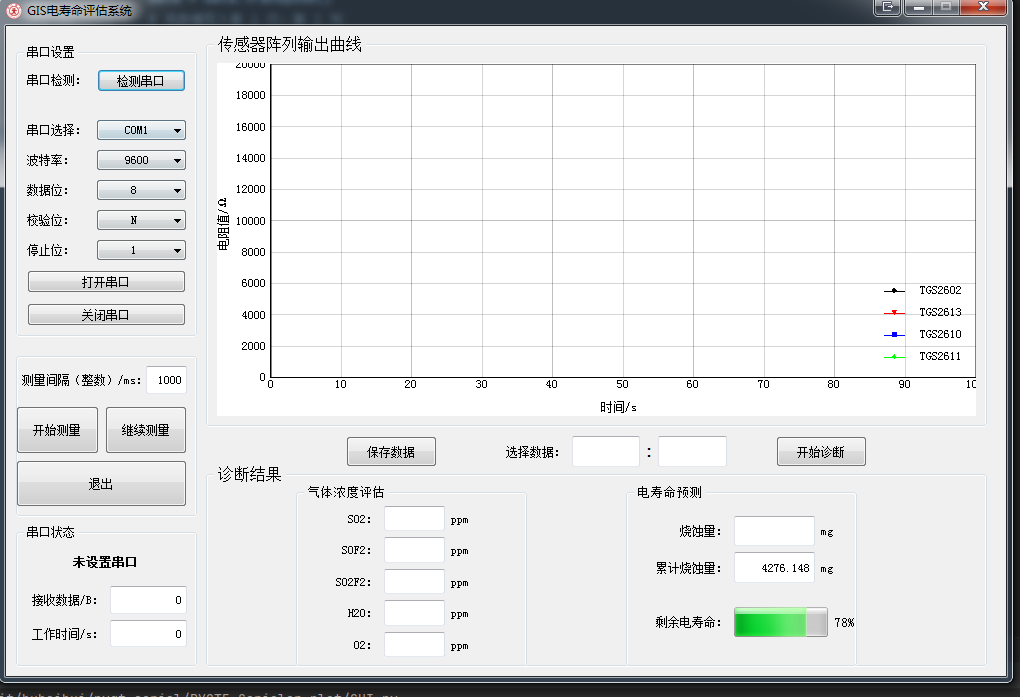 GIS电寿命评估系统
串口设置
串口检测： 检测串口
串口选择： COM1
波特率： 9600
数据位： 8
校验位： N
停止位： 1
打开串口
关闭串口
测量间隔（整数）/ms: 1000
开始测量 继续测量
退出
串口状态
未设置串口
接收数据/B: 0
工作时间/s: 0
传感器阵列输出曲线
20000
18000
16000
14000
12000
10000
8000
6000
4000
2000
0
电阻值/Ω
0 10 20 30 40 50 60 70 80 90 10
时间/s
TGS2602
TGS2613
TGS2610
TGS2611
保存数据 选择数据： : 开始诊断
诊断结果
气体浓度评估
SO2: ppm
SOF2: ppm
SO2F2: ppm
H2O: ppm
O2: ppm
电寿命预测
烧蚀量： mg
累计烧蚀量： 4276.148 mg
剩余电寿命： 78%